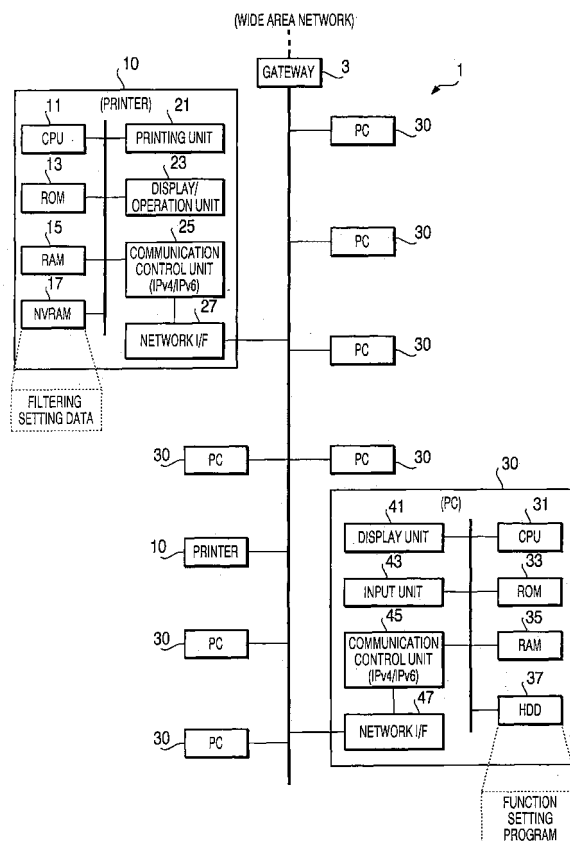 (WIDE AREA NETWORK)
GATEWAY
3
1
10
(PRINTER)
11
CPU
21
PRINTING UNIT
13
ROM
23
DISPLAY/
OPERATION UNIT
15
RAM
25
COMMUNICATION
CONTROL UNIT
(IPv4/IPv6)
17
NVRAM
27
NETWORK I/F
FILTERING
SETTING DATA
PC
30
PC
30
PC
30
30
PC
PC
30
10
PRINTER
30
PC
30
PC
30
(PC)
41
DISPLAY UNIT
31
CPU
43
INPUT UNIT
33
ROM
45
COMMUNICATION
CONTROL UNIT
(IPv4/IPv6)
35
RAM
47
NETWORK I/F
37
HDD
FUNCTION
SETTING
PROGRAM